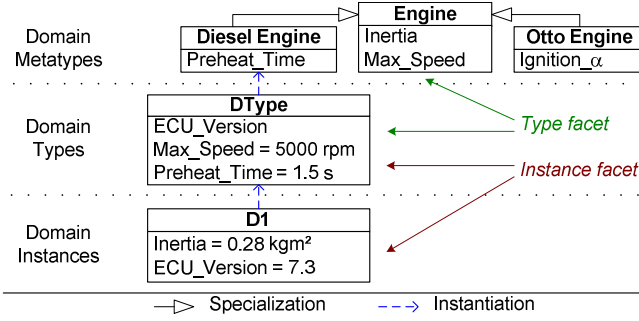 Engine
Domain
Metatypes
Diesel Engine
Preheat_Time
Inertia
Max_Speed
Otto Engine
Ignition_α
Domain
Types
DType
ECU_Version
Max_Speed = 5000 rpm
Preheat_Time = 1.5 s
Type facet
Instance facet
Domain
Instances
D1
Inertia = 0.28 kgm²
ECU_Version = 7.3
Specialization
Instantiation